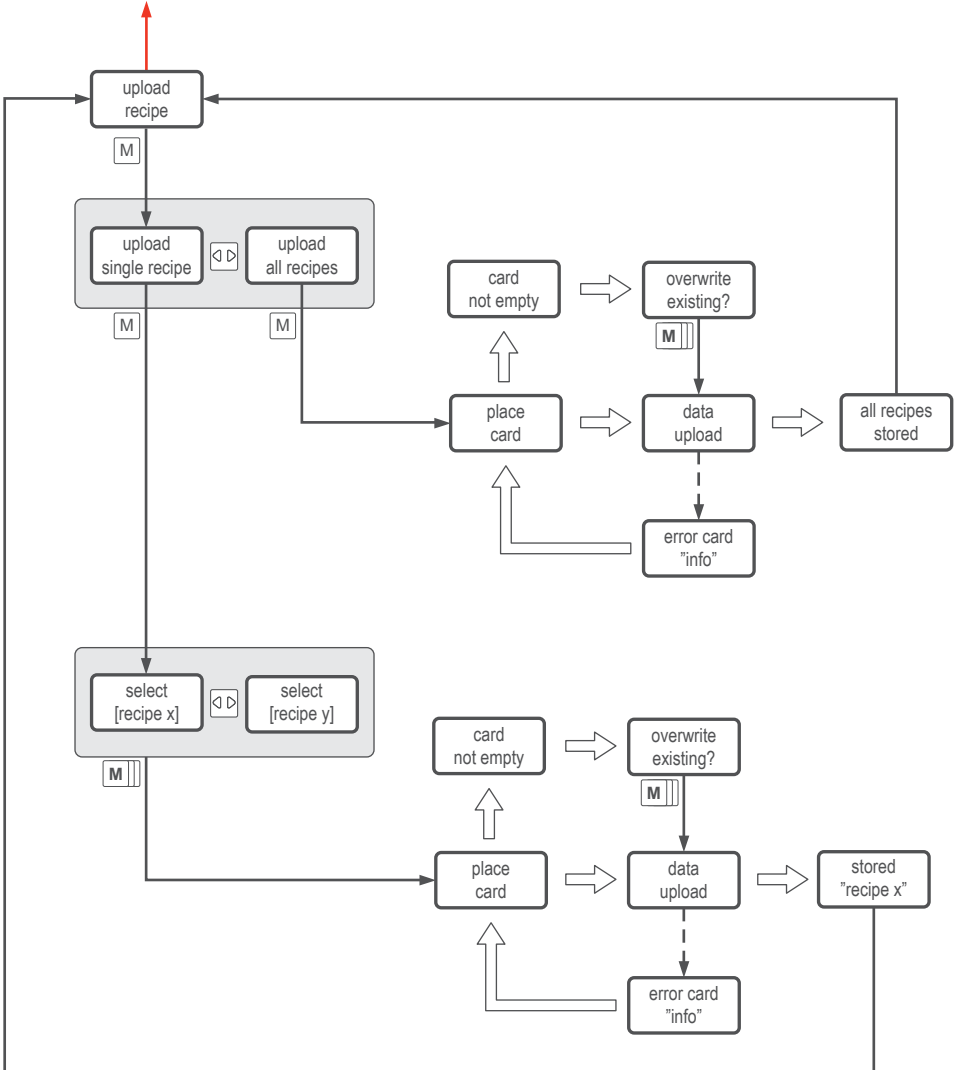 upload
recipe
M
upload
single recipe
upload
all recipes
M
M
card
not empty
overwrite
existing?
M
place
card
data
upload
all recipes
stored
error card
”info”
select
[recipe x]
select
[recipe y]
M
card
not empty
overwrite
existing?
M
place
card
data
upload
stored
”recipe x”
error card
”info”